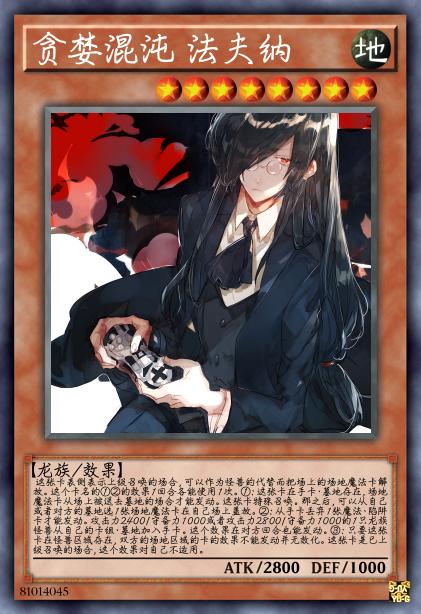 贪婪混沌 法夫纳
地
【龙族/效果】
这张卡表侧表示上级召唤的场合,可以作为怪兽的代替而把场上的场地魔法卡解
放。这个卡名的①②的效果1回合各能使用1次。①:这张卡在手卡·墓地存在,场地
魔法卡从场上被送去墓地的场合才能发动。这张卡特殊召唤。那之后,可以从自己
或者对方的墓地选1张场地魔法卡在自己场上盖放。②:从手卡丢弃1张魔法·陷阱
卡才能发动。攻击力2400/守备力1000或者攻击力2800/守备力1000的1只龙族
怪兽从自己的卡组·墓地加入手卡。这个效果在对方回合也能发动。③:只要这张
卡在怪兽区域存在,双方的场地区域的卡的效果不能发动并无效化。这张卡是已上
级召唤的场合,这个效果对自己不适用。
ATK/2800 DEF/1000
81014045